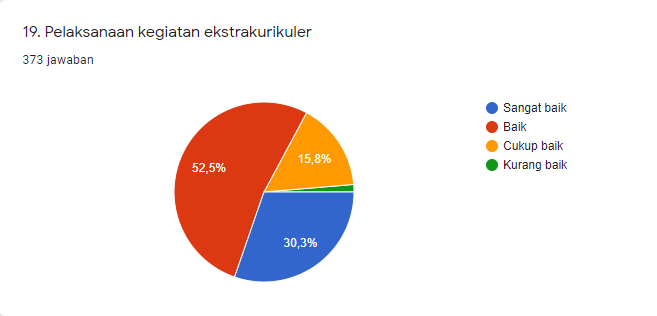 19. Pelaksanaan kegiatan ekstrakurikuler
373 jawaban
Sangat baik
Baik
Cukup baik
Kurang baik
52,5%
15,8%
30,3%